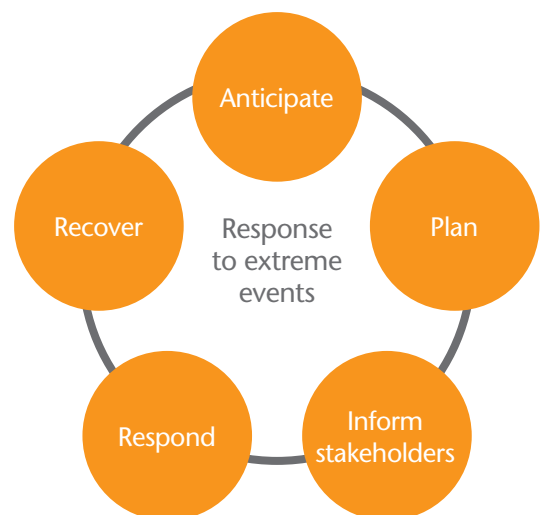 Anticipate
Plan
Inform
stakeholders
Respond
Recover
Response
to extreme
events